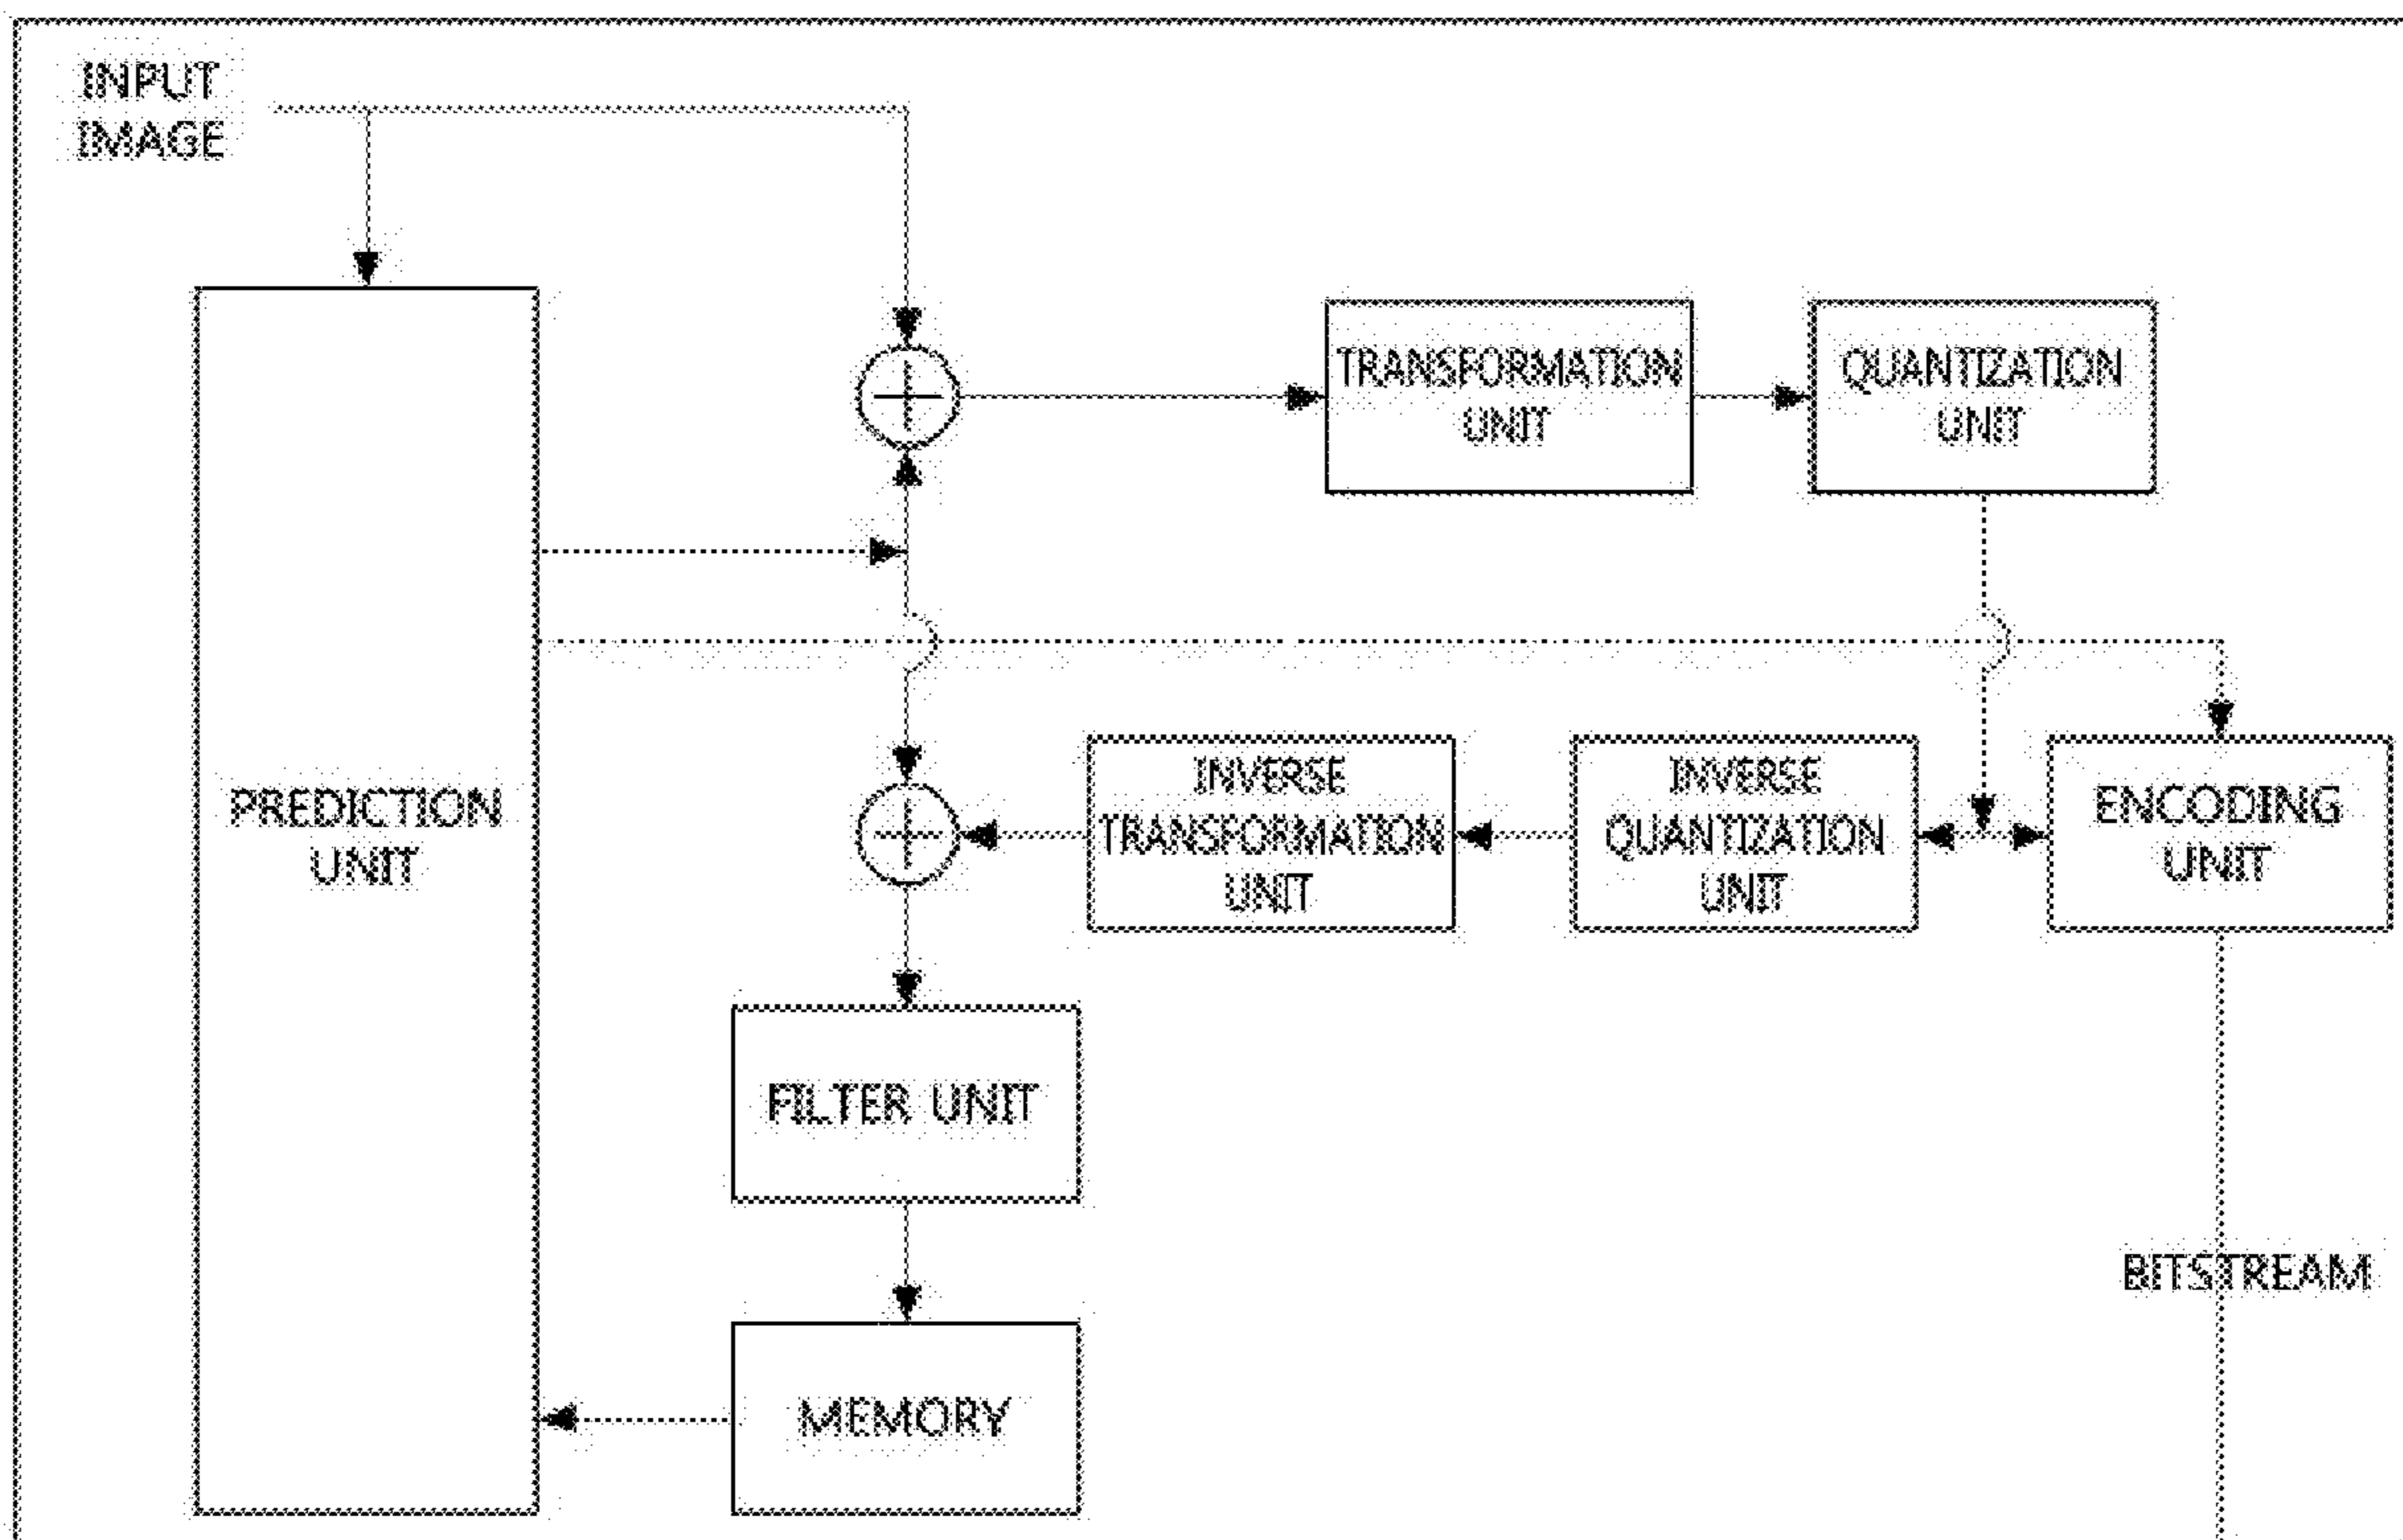 INPUT
IMAGE
TRANSFORMATION
UNIT
QUANTIZATION
UNIT
PREDICTION
UNIT
INVERSE
TRANSFORMATION
UNIT
INVERSE
QUANTIZATION
UNIT
ENCODING
UNIT
FILTER UNIT
BITSTREAM
MEMORY